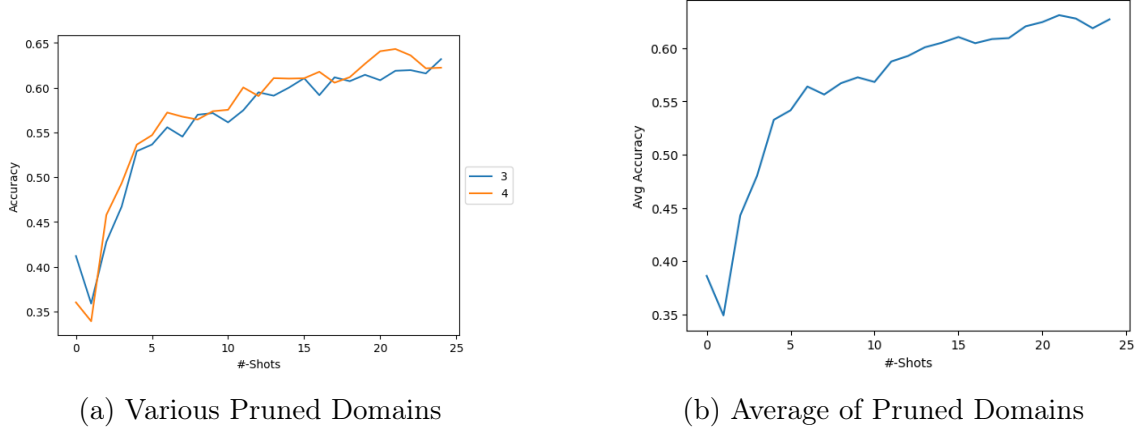 0.65
0.60
0.55
0.50
0.45
0.40
0.35
Accuracy
0 5 10 15 20 25
#-Shots
3
4
(a) Various Pruned Domains
0.60
0.55
0.50
0.45
0.40
0.35
Avg Accuracy
0 5 10 15 20 25
#-Shots
(b) Average of Pruned Domains